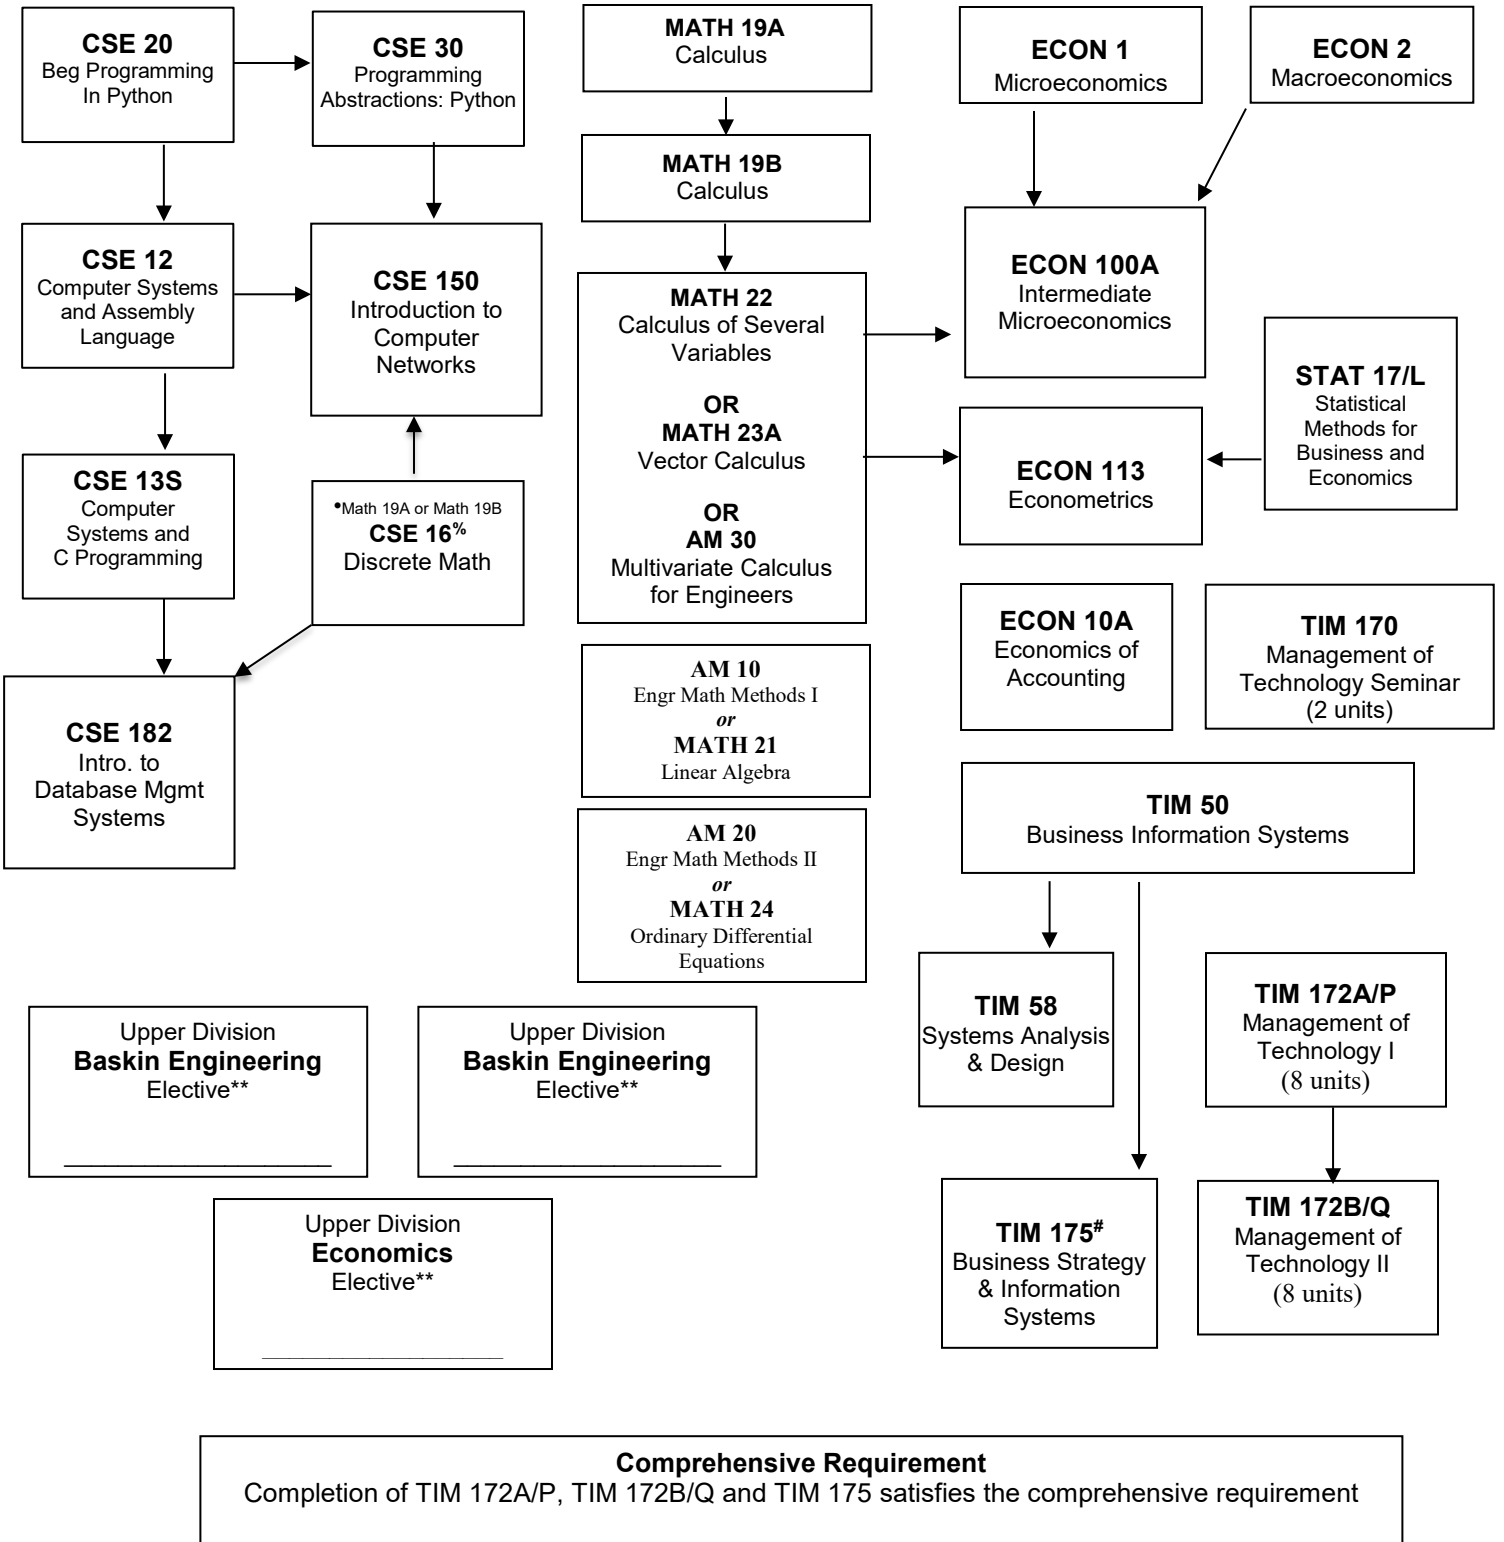 CSE 20
Beg Programming
In Python
CSE 30
Programming
Abstractions: Python
MATH 19A
Calculus
ECON 1
Microeconomics
ECON 2
Macroeconomics
MATH 19B
Calculus
CSE 12
Computer Systems
and Assembly
Language
CSE 150
Introduction to
Computer
Networks
MATH 22
Calculus of Several
Variables
OR
MATH 23A
Vector Calculus
OR
AM 30
Multivariate Calculus
for Engineers
ECON 100A
Intermediate
Microeconomics
STAT 17/L
Statistical
Methods for
Business and
Economics
ECON 113
Econometrics
CSE 13S
Computer
Systems and
C Programming
•Math 19A or Math 19B
CSE 16%
Discrete Math
ECON 10A
Economics of
Accounting
TIM 170
Management of
Technology Seminar
(2 units)
AM 10
Engr Math Methods I
or
MATH 21
Linear Algebra
CSE 182
Intro. to
Database Mgmt
Systems
AM 20
Engr Math Methods II
or
MATH 24
Ordinary Differential
Equations
TIM 50
Business Information Systems
TIM 58
Systems Analysis
& Design
TIM 172A/P
Management of
Technology I
(8 units)
Upper Division
Baskin Engineering
Elective**
Upper Division
Baskin Engineering
Elective**
TIM 175#
Business Strategy
& Information
Systems
TIM 172B/Q
Management of
Technology II
(8 units)
Upper Division
Economics
Elective**
Comprehensive Requirement
Completion of TIM 172A/P, TIM 172B/Q and TIM 175 satisfies the comprehensive requirement